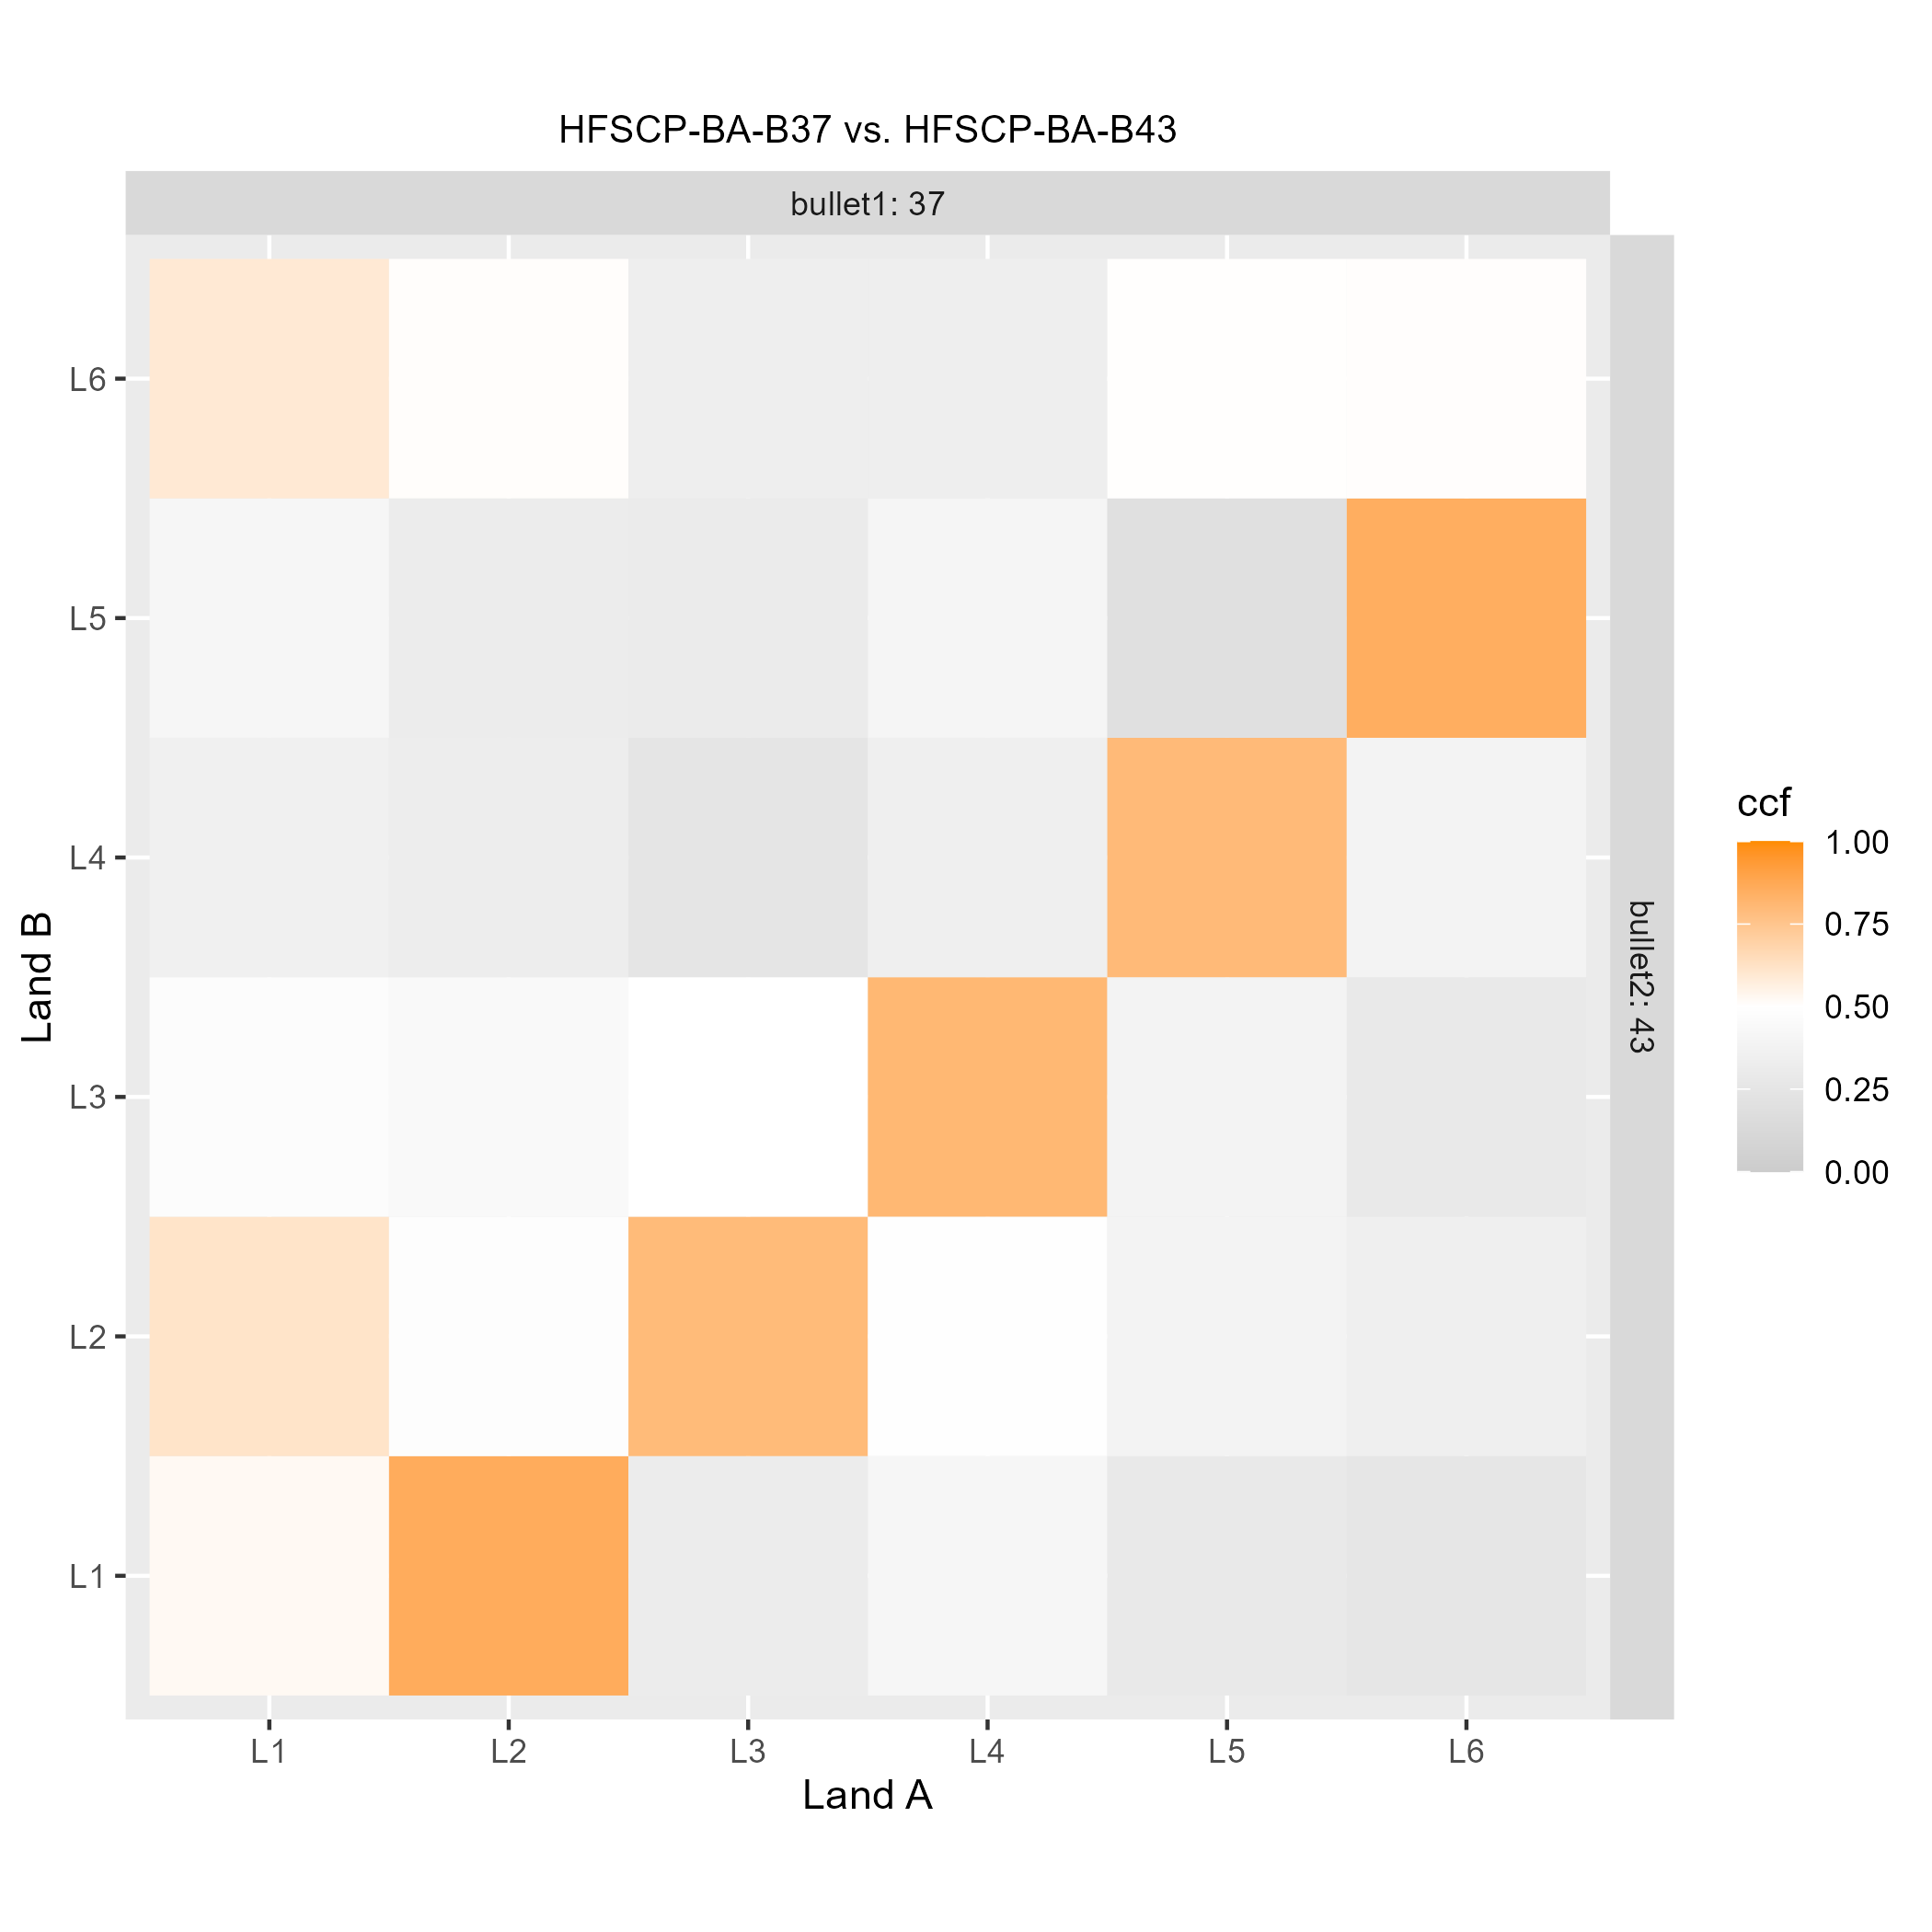 HFSCP-BA-B37 vs. HFSCP-BA-B43
bullet1: 37
L6
L5
L4
L3
L2
L1
Land B
bullet2: 43
L1
L2
L3
L4
L5
L6
Land A
ccf
1.00
0.75
0.50
0.25
0.00